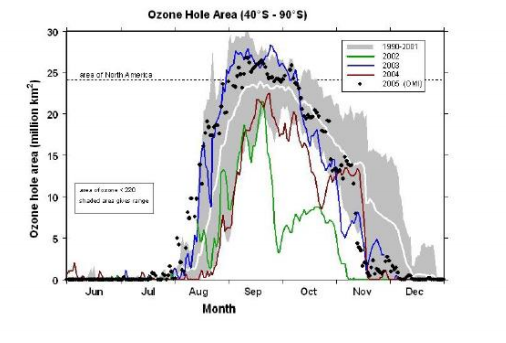 Ozone Hole Area (40°S - 90°S)
30
25
20
15
10
5
0
Ozone hole area (million km²)
area of North America
1990-2001
2002
2003
2004
2005 (OMI)
area of ozone < 220
shaded area gives range
Jun Jul Aug Sep Oct Nov Dec
Month